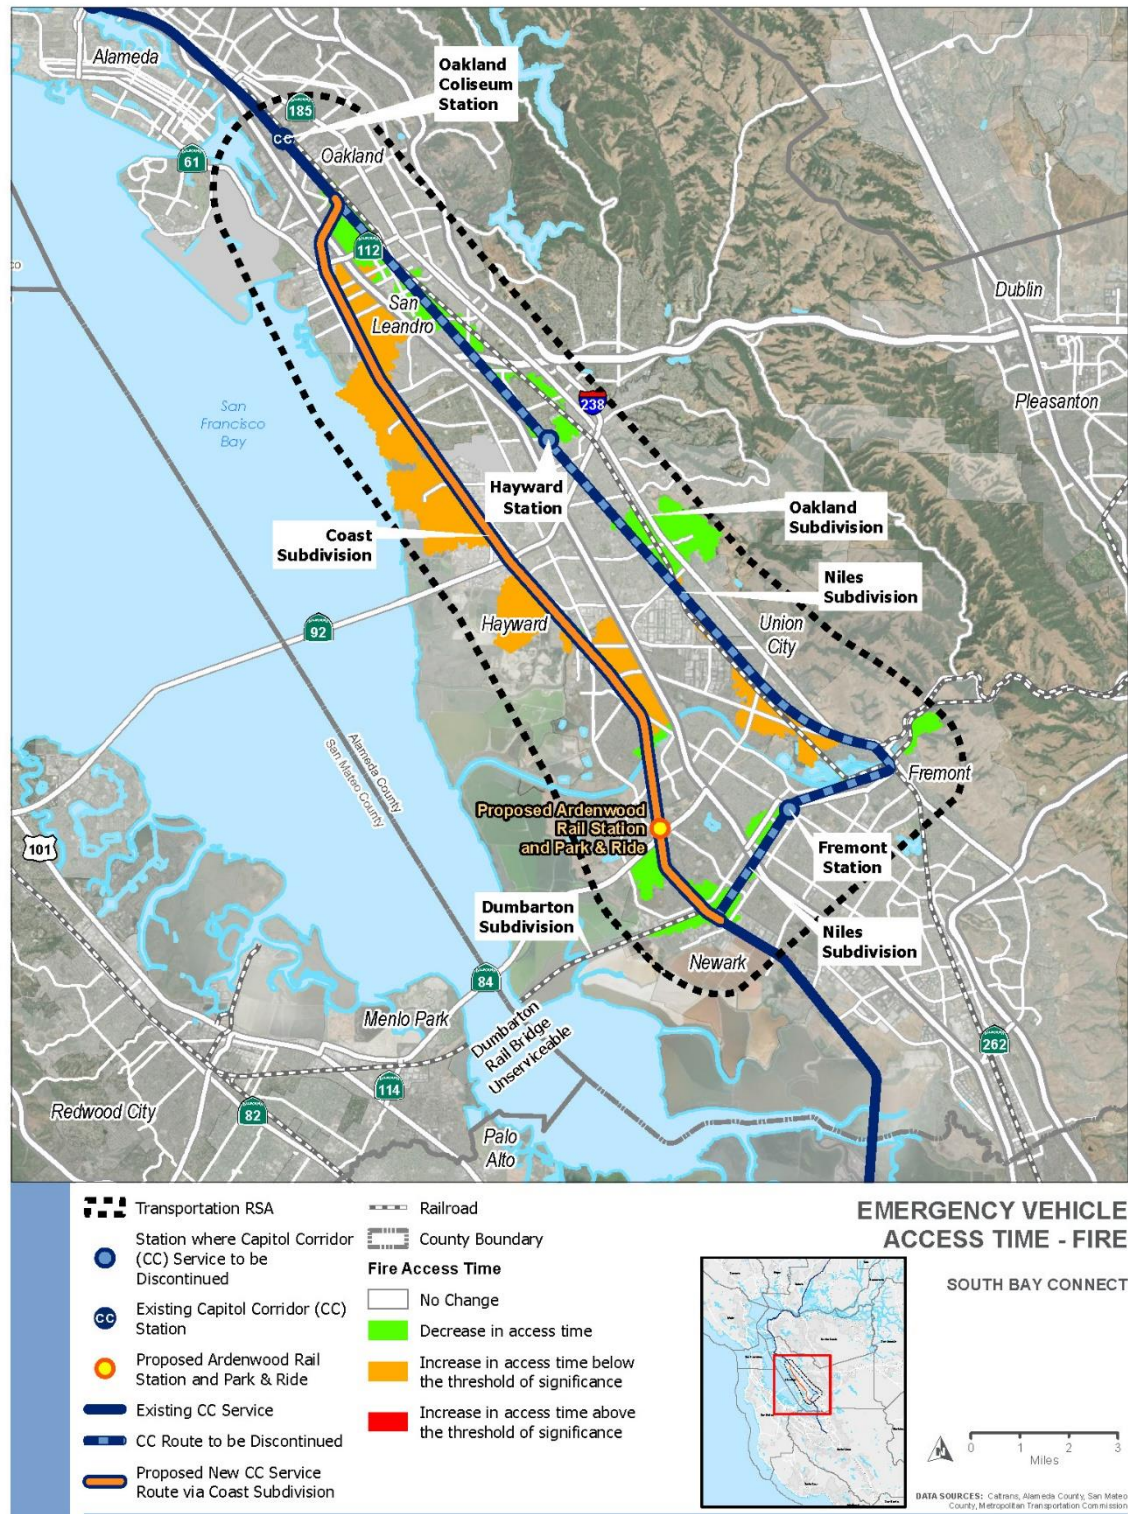 Alameda
Oakland
Coliseum
Station
185
CC
Oakland
61
112
San
Leandro
Dublin
Pleasanton
238
San
Francisco
Bay
Hayward
Station
Oakland
Subdivision
Coast
Subdivision
Niles
Subdivision
92
Hayward
Union
City
Alameda County
San Mateo County
Fremont
Proposed Ardenwood
Rail Station
and Park & Ride
101
Fremont
Station
Dumbarton
Subdivision
Niles
Subdivision
Newark
84
Menlo Park
Dumbarton
Rail Bridge
Unserviceable
262
114
Redwood City
82
Palo
Alto
Transportation RSA
Station where Capitol Corridor
(CC) Service to be
Discontinued
CC
Existing Capitol Corridor (CC)
Station
Proposed Ardenwood Rail
Station and Park & Ride
Existing CC Service
CC Route to be Discontinued
Proposed New CC Service
Route via Coast Subdivision
Railroad
County Boundary
Fire Access Time
No Change
Decrease in access time
Increase in access time below
the threshold of significance
Increase in access time above
the threshold of significance
EMERGENCY VEHICLE
ACCESS TIME - FIRE
SOUTH BAY CONNECT
0 1 2 3
Miles
DATA SOURCES: Caltrans, Alameda County, San Mateo
County, Metropolitan Transportation Commission